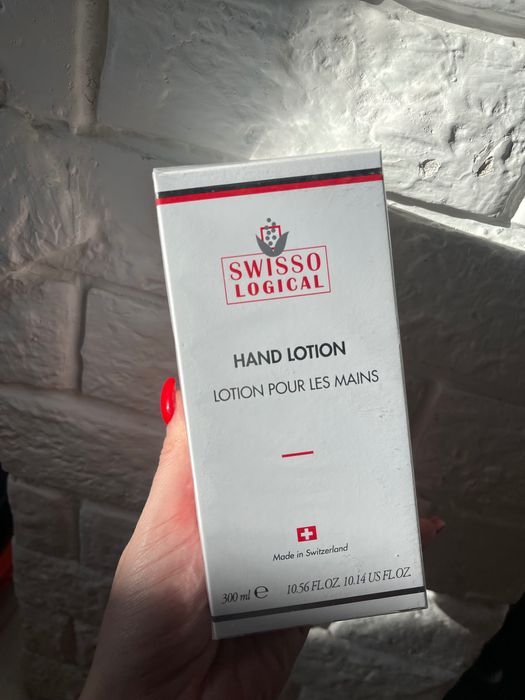 SWISSO
LOGICAL
HAND LOTION
LOTION POUR LES MAINS
Made in Switzerland
300 ml ℮ 10.56 FL.OZ. 10.14 US FL.OZ.